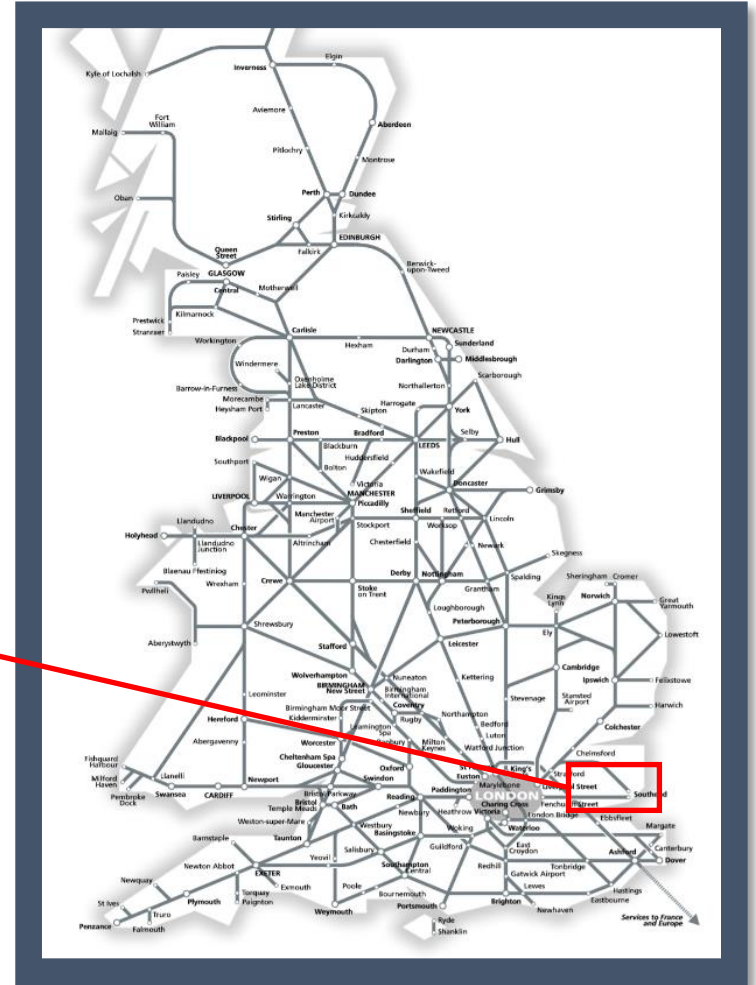 Kyle of Lochalsh
Inverness
Elgin
Aviemore
Aberdeen
Fort
William
Mallaig
Pitlochry
Montrose
Oban
Perth
Dundee
Stirling
Kirkcaldy
Queen
Street
Falkirk
EDINBURGH
Berwick-
upon-Tweed
Paisley
GLASGOW
Central
Motherwell
Prestwick
Stranraer
Kilmarnock
Carlisle
NEWCASTLE
Workington
Hexham
Sunderland
Durham
Darlington
Middlesbrough
Windermere
Oxenholme
Lake District
Scarborough
Barrow-in-Furness
Northallerton
Morecambe
Heysham Port
Lancaster
Skipton
Harrogate
York
Blackpool
Preston
Bradford
Selby
Hull
Blackburn
LEEDS
Southport
Bolton
Huddersfield
Wakefield
Wigan
Victoria
Doncaster
Grimsby
LIVERPOOL
Warrington
MANCHESTER
Piccadilly
Sheffield
Retford
Llandudno
Manchester
Airport
Stockport
Worksop
Lincoln
Holyhead
Chester
Llandudno
Junction
Altrincham
Chesterfield
Newark
Skegness
Blaenau Ffestiniog
Wrexham
Crewe
Stoke
on Trent
Derby
Nottingham
Grantham
Spalding
Sheringham
Cromer
Pwllheli
Kings
Lynn
Norwich
Great
Yarmouth
Loughborough
Peterborough
Shrewsbury
Ely
Lowestoft
Aberystwyth
Stafford
Leicester
Wolverhampton
Cambridge
BIRMINGHAM
New Street
Nuneaton
Birmingham
International
Kettering
Ipswich
Felixstowe
Leominster
Birmingham Moor Street
Coventry
Stevenage
Stansted
Airport
Harwich
Hereford
Kidderminster
Rugby
Northampton
Leamington
Spa
Bedford
Colchester
Abergavenny
Worcester
Banbury
Milton
Keynes
Luton
Watford Junction
Chelmsford
Fishguard
Harbour
Cheltenham Spa
Gloucester
Oxford
King's
Stratford
Milford
Haven
Llanelli
Newport
Swindon
Euston
Marylebone
Liverpool Street
Pembroke
Dock
Swansea
CARDIFF
Bristol Parkway
Reading
Paddington
LONDON
Southend
Fenchurch Street
Bristol
Temple Meads
Bath
Newbury
Heathrow
Victoria
Charing Cross
London Bridge
Ebbsfleet
Weston-super-Mare
Westbury
Basingstoke
Woking
Waterloo
Margate
Barnstaple
Taunton
Salisbury
Guildford
East
Croydon
Ashford
Canterbury
Dover
Newton Abbot
Yeovil
Southampton
Central
Redhill
Tonbridge
Gatwick Airport
Newquay
EXETER
Exmouth
Poole
Bournemouth
Lewes
Hastings
Eastbourne
St Ives
Truro
Plymouth
Torquay
Paignton
Weymouth
Portsmouth
Brighton
Newhaven
Penzance
Falmouth
Ryde
Shanklin
Services to France
and Europe